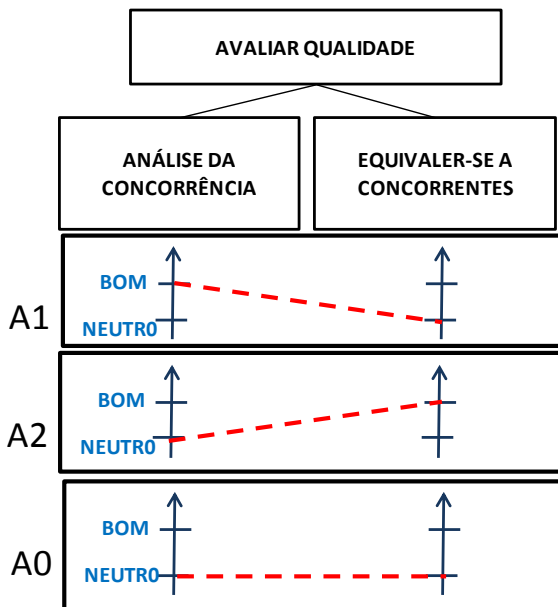 AVALIAR QUALIDADE
ANÁLISE DA
CONCORRÊNCIA
EQUIVALER-SE A
CONCORRENTES
A1
BOM
NEUTR0
A2
BOM
NEUTR0
A0
BOM
NEUTR0